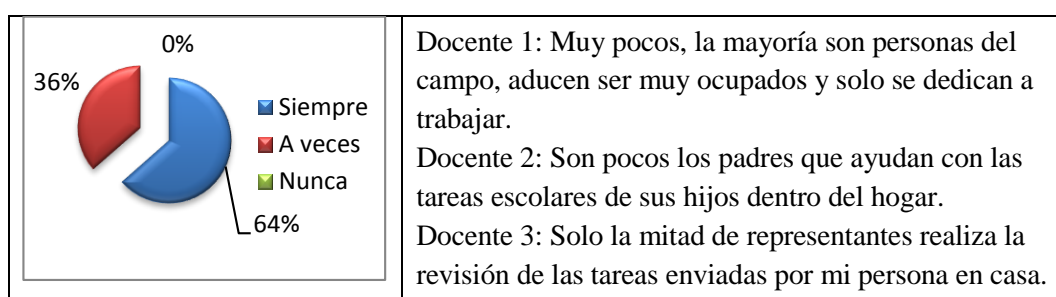 0%
36%
Siempre
A veces
Nunca
64%
Docente 1: Muy pocos, la mayoría son personas del
campo, aducen ser muy ocupados y solo se dedican a
trabajar.
Docente 2: Son pocos los padres que ayudan con las
tareas escolares de sus hijos dentro del hogar.
Docente 3: Solo la mitad de representantes realiza la
revisión de las tareas enviadas por mi persona en casa.